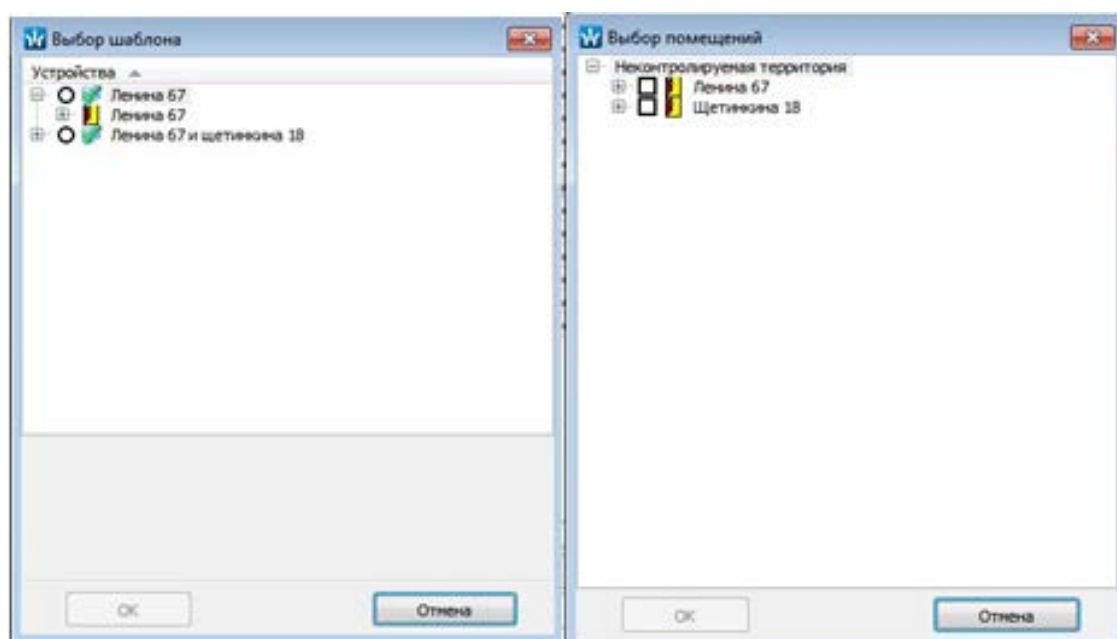 Выбор шаблона
Устройства
Ленина 67
Ленина 67
Ленина 67 и щетинкина 18
OK
Отмена
Выбор помещений
Неконтролируемая территория
Ленина 67
Щетинкина 18
OK
Отмена